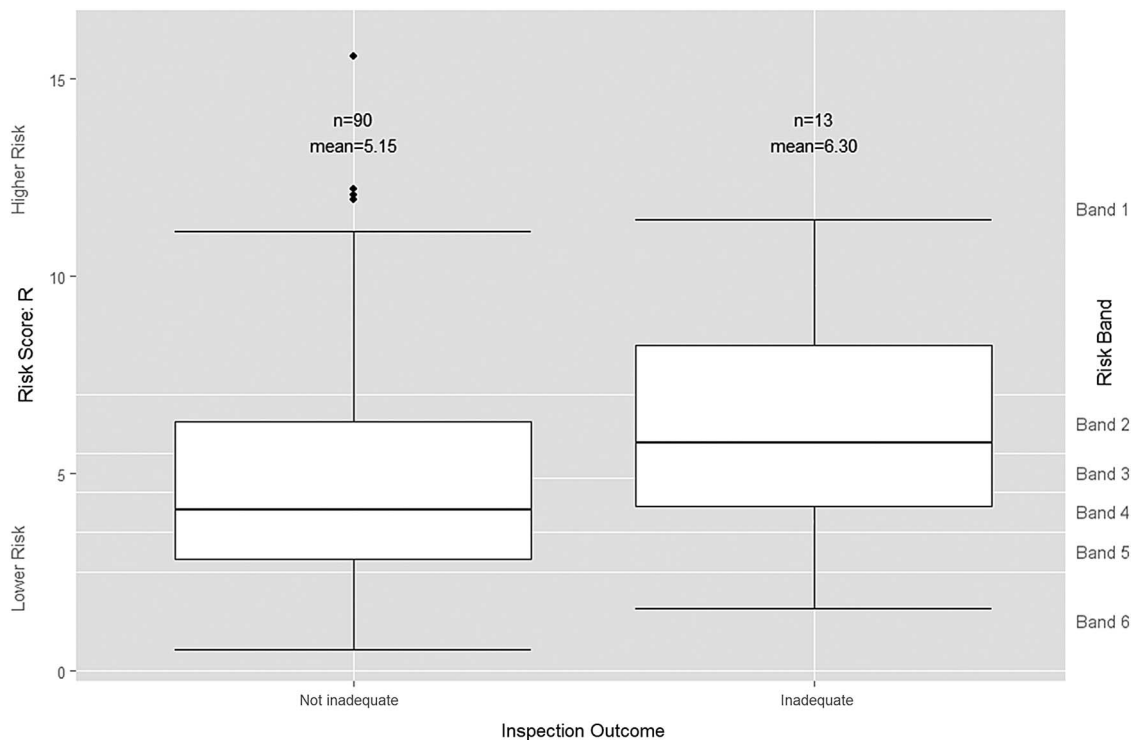 15
10
5
0
Higher Risk
Lower Risk
Risk Score: R
n=90
mean=5.15
n=13
mean=6.30
Band 1
Band 2
Band 3
Band 4
Band 5
Band 6
Risk Band
Not inadequate
Inadequate
Inspection Outcome